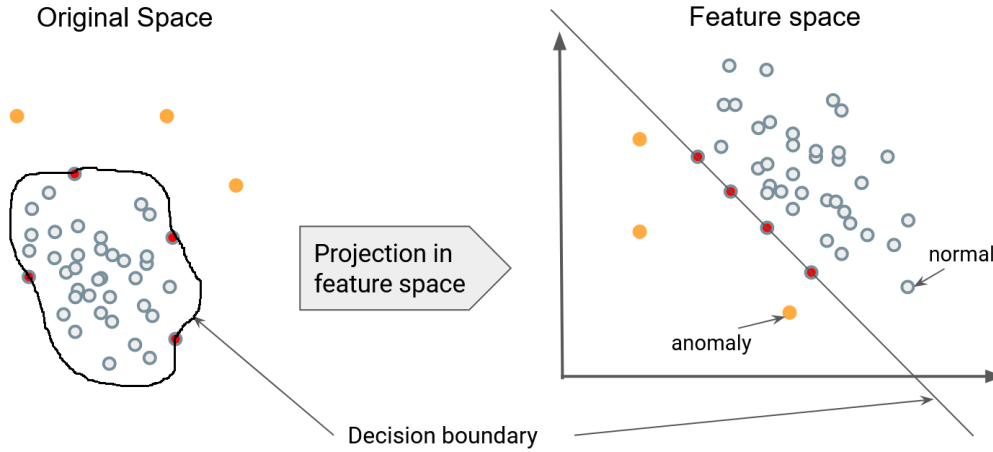 Original Space
Feature space
Projection in
feature space
normal
anomaly
Decision boundary